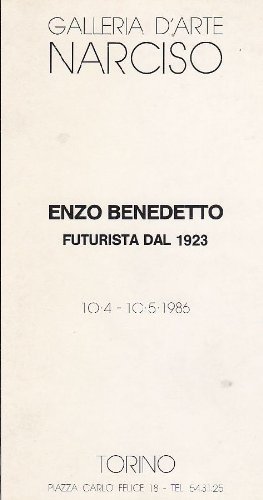 GALLERIA D'ARTE
NARCISO
ENZO BENEDETTO
FUTURISTA DAL 1923
10·4 - 10·5·1986
TORINO
PIAZZA CARLO FELICE 18 - TEL. 543125